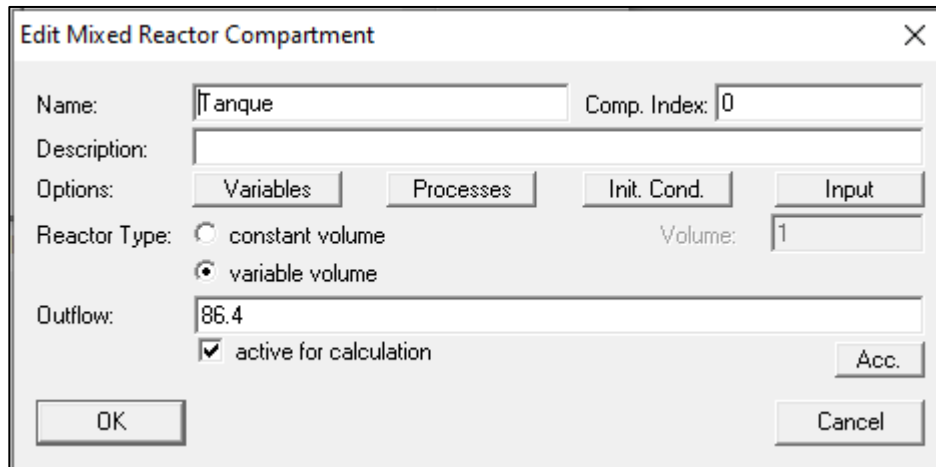 Edit Mixed Reactor Compartment
Name: Tanque Comp. Index: 0
Description:
Options: Variables Processes Init. Cond. Input
Reactor Type: constant volume Volume: 1
variable volume
Outflow: 86.4
active for calculation
Acc.
OK Cancel